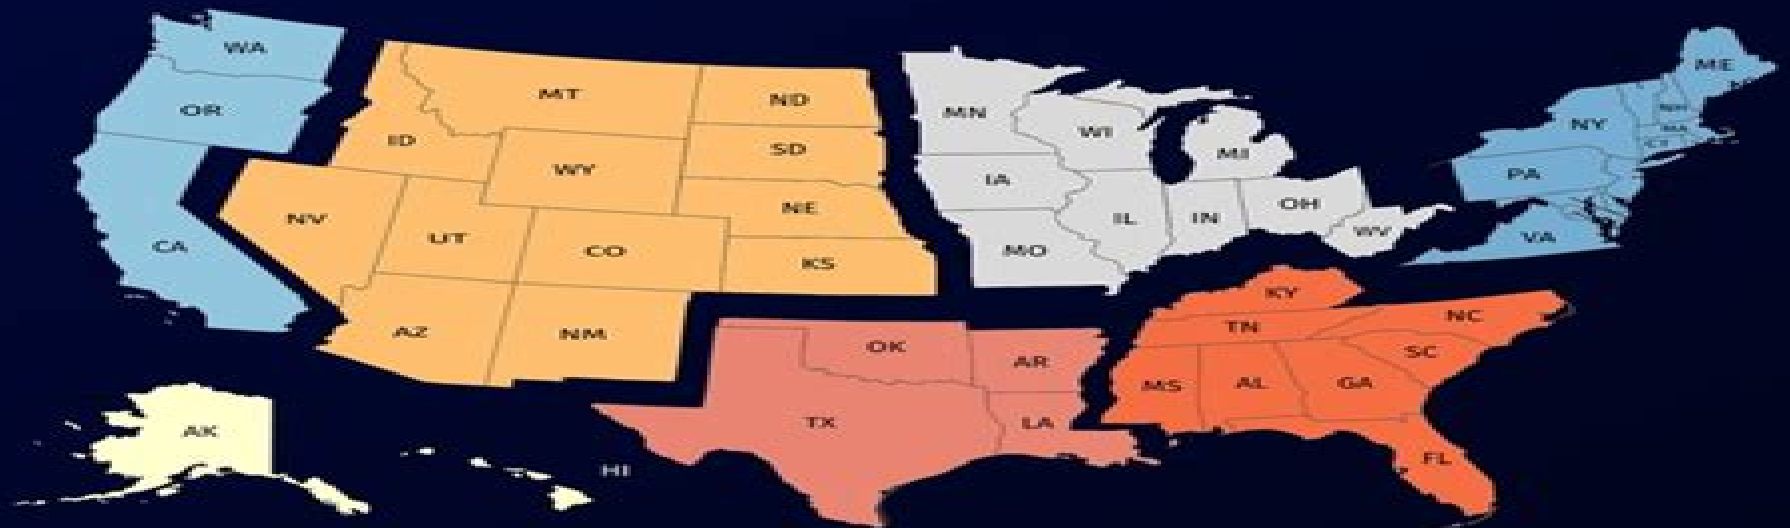 WA
OR
CA
MT
ID
WY
NV
UT
CO
AZ
NM
ND
SD
NE
KS
MN
WI
MI
IA
IL
IN
OH
WV
MO
ME
NY
PA
VA
KY
TN
NC
SC
MS
AL
GA
FL
OK
AR
TX
LA
AK
HI